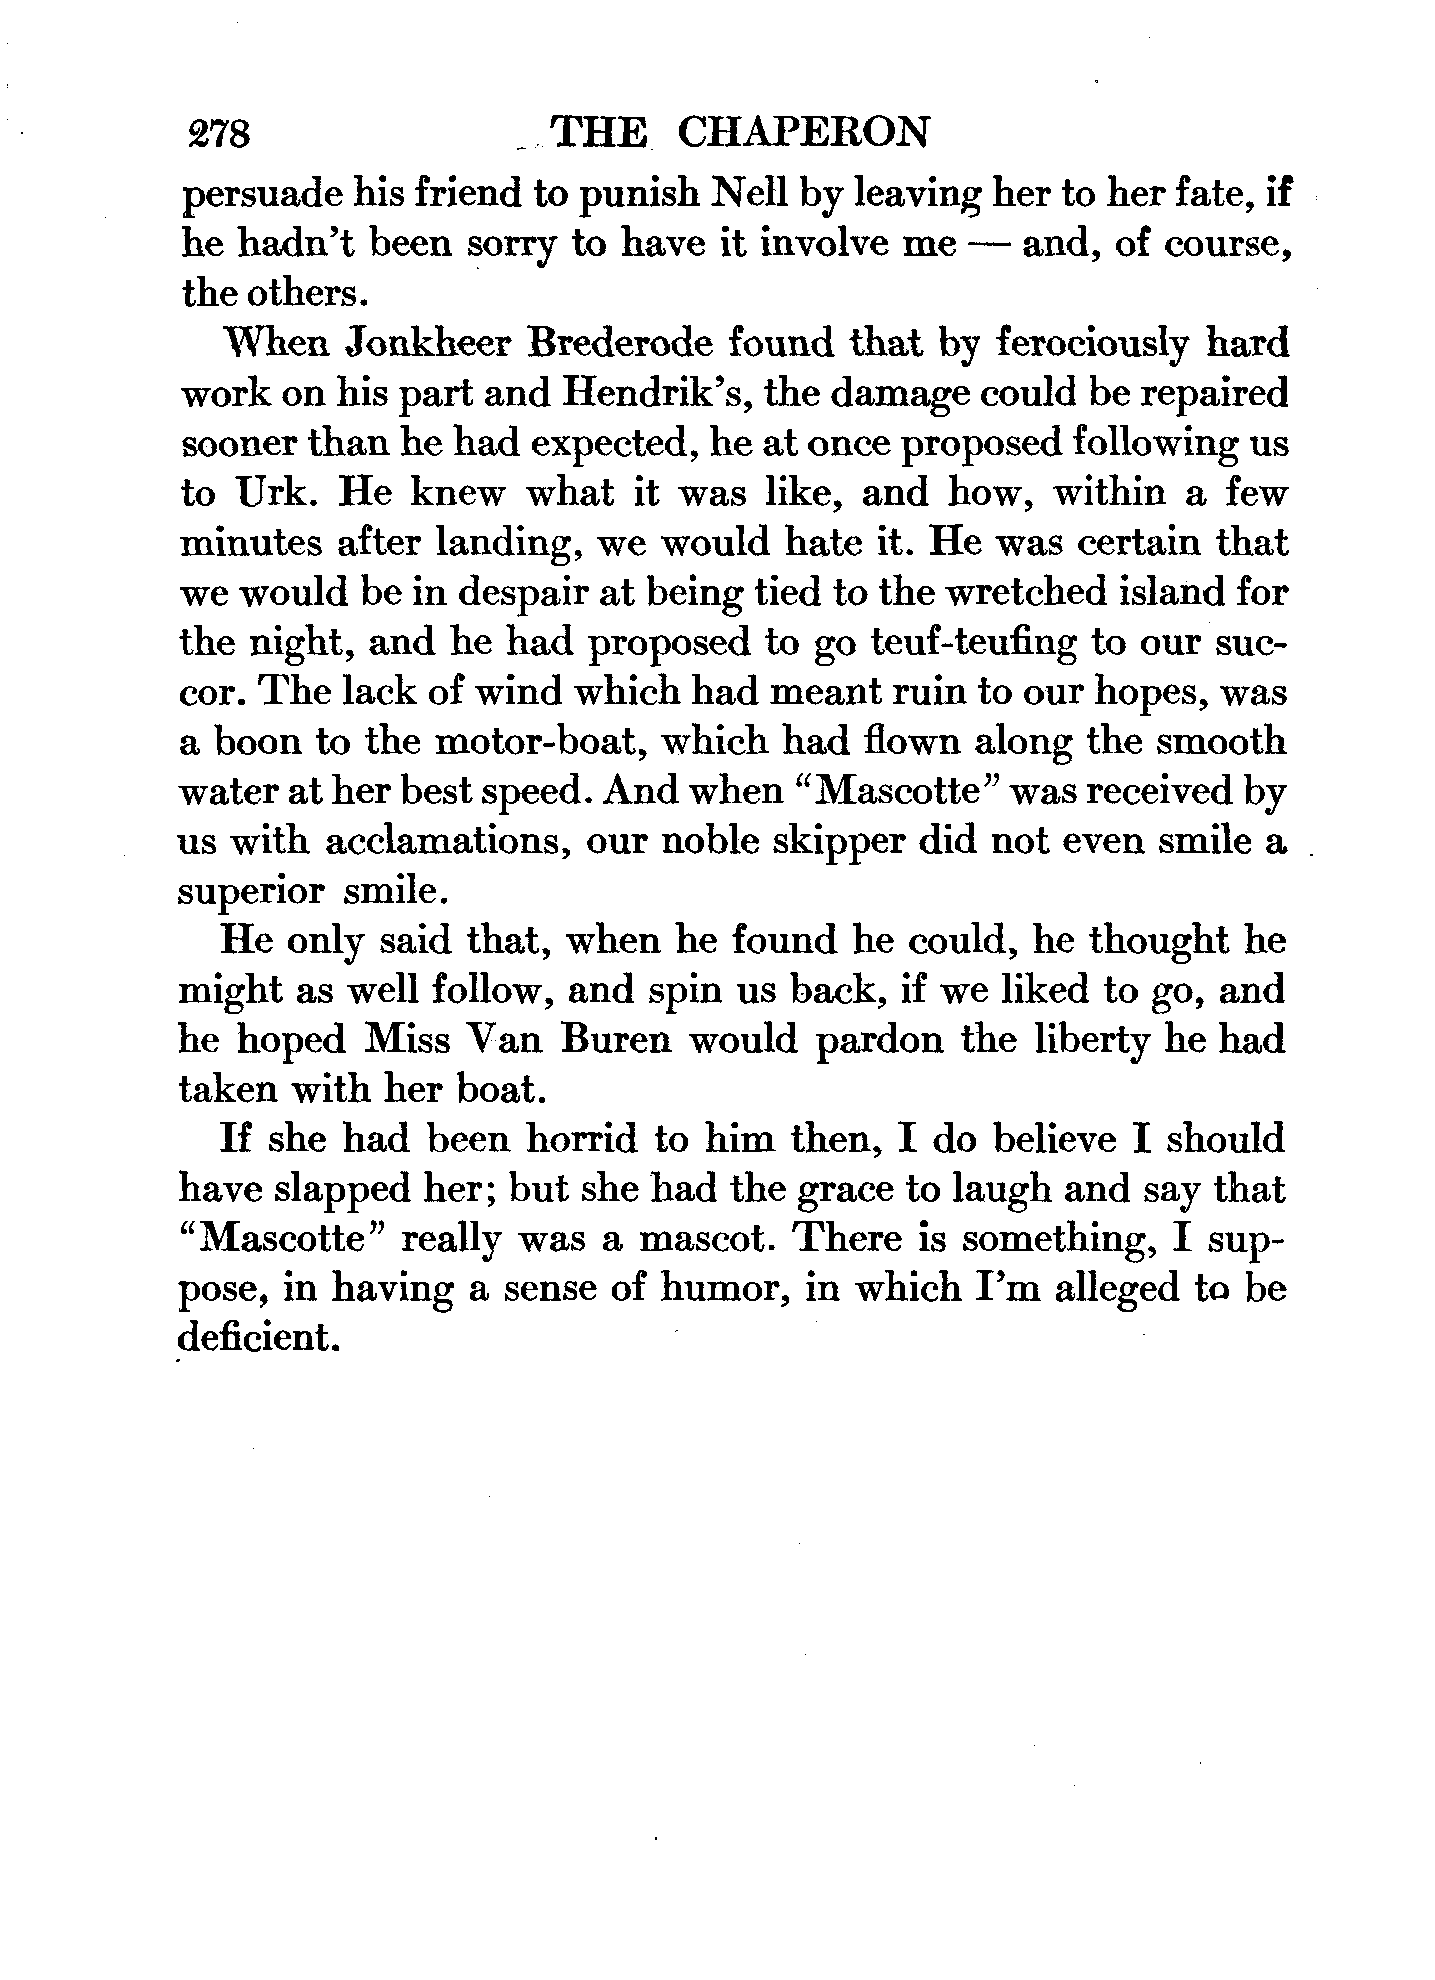 278 THE CHAPERON
persuade his friend to punish Nell by leaving her to her fate, if
he hadn't been sorry to have it involve me — and, of course,
the others.
When Jonkheer Brederode found that by ferociously hard
work on his part and Hendrik's, the damage could be repaired
sooner than he had expected, he at once proposed following us
to Urk. He knew what it was like, and how, within a few
minutes after landing, we would hate it. He was certain that
we would be in despair at being tied to the wretched island for
the night, and he had proposed to go teuf-teufing to our suc-
cor. The lack of wind which had meant ruin to our hopes, was
a boon to the motor-boat, which had flown along the smooth
water at her best speed. And when "Mascotte" was received by
us with acclamations, our noble skipper did not even smile a
superior smile.
He only said that, when he found he could, he thought he
might as well follow, and spin us back, if we liked to go, and
he hoped Miss Van Buren would pardon the liberty he had
taken with her boat.
If she had been horrid to him then, I do believe I should
have slapped her; but she had the grace to laugh and say that
"Mascotte" really was a mascot. There is something, I sup-
pose, in having a sense of humor, in which I'm alleged to be
deficient.